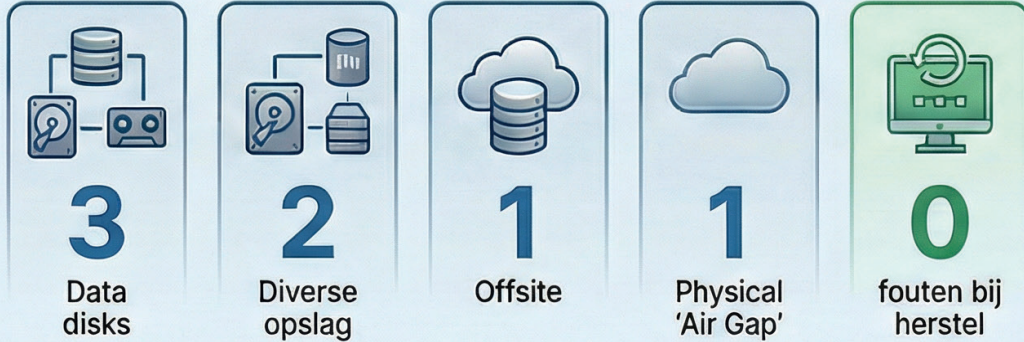 3
Data
disks
2
Diverse
opslag
1
Offsite
1
Physical
‘Air Gap’
0
fouten bij
herstel